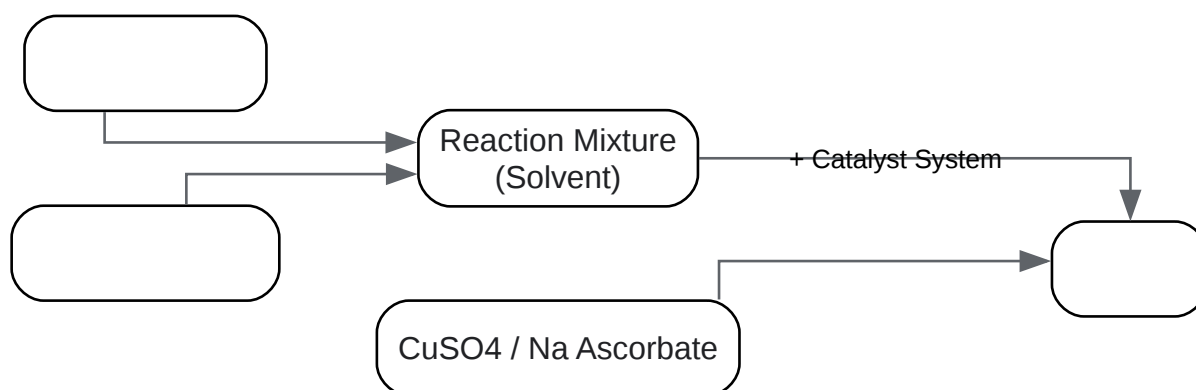 Reaction Mixture
(Solvent)
+ Catalyst System
CuSO4 / Na Ascorbate